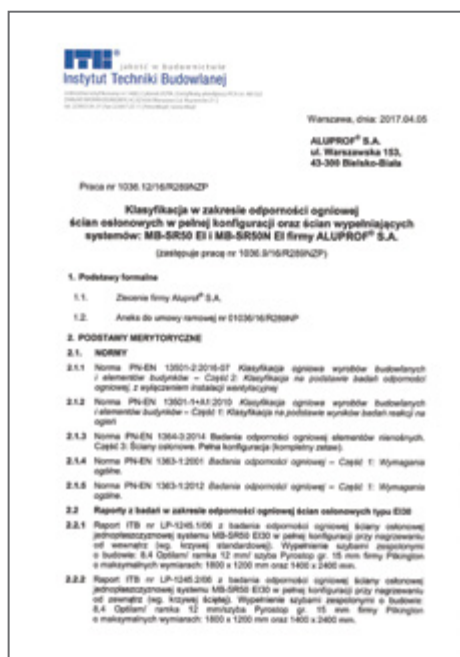 ITB®
jakość w budownictwie
Instytut Techniki Budowlanej
Warszawa, dnia: 2017.04.05
ALUPROF® S.A.
ul. Warszawska 153,
43-300 Bielsko-Biała
Praca nr 1036.12/16/R289NZP
Klasyfikacja w zakresie odporności ogniowej
ścian osłonowych w pełnej konfiguracji oraz ścian wypełniających
systemów: MB-SR50 EI i MB-SR50N EI firmy ALUPROF® S.A.
(zastępuje pracę nr 1036.9/16/R289NZP)
1. Podstawy formalne
1.1. Zlecenie firmy Aluprof® S.A.
1.2. Aneks do umowy ramowej nr 01036/16/R289NP
2. PODSTAWY MERYTORYCZNE
2.1. NORMY
2.1.1 Norma PN-EN 13501-2:2016-07 Klasyfikacja ogniowa wyrobów budowlanych
i elementów budynków – Część 2: Klasyfikacja na podstawie badań odporności
ogniowej, z wyłączeniem instalacji wentylacyjnej
2.1.2 Norma PN-EN 13501-1+A1:2010 Klasyfikacja ogniowa wyrobów budowlanych
i elementów budynków – Część 1: Klasyfikacja na podstawie wyników badań reakcji na
ogień
2.1.3 Norma PN-EN 1364-3:2014 Badania odporności ogniowej elementów nienośnych.
Część 3: Ściany osłonowe. Pełna konfiguracja (kompletny zestaw).
2.1.4 Norma PN-EN 1363-1:2001 Badania odporności ogniowej – Część 1: Wymagania
ogólne.
2.1.5 Norma PN-EN 1363-1:2012 Badania odporności ogniowej – Część 1: Wymagania
ogólne.
2.2 Raporty z badań w zakresie odporności ogniowej ścian osłonowych typu EI30
2.2.1 Raport ITB nr LP-1245.1/06 z badania odporności ogniowej ściany osłonowej
jednopłaszczyznowej systemu MB-SR50 EI30 w pełnej konfiguracji przy nagrzewaniu
od wewnątrz (wg. krzywej standardowej). Wypełnienie szybami zespolonymi
o budowie: 8,4 Optilam/ ramka 12 mm/ szyba Pyrostop gr. 15 mm firmy Pilkington
o maksymalnych wymiarach: 1800 x 1200 mm oraz 1400 x 2400 mm.
2.2.2 Raport ITB nr LP-1245.2/06 z badania odporności ogniowej ściany osłonowej
jednopłaszczyznowej systemu MB-SR50 EI30 w pełnej konfiguracji przy nagrzewaniu
od zewnątrz (wg. krzywej ściętej). Wypełnienie szybami zespolonymi o budowie:
8,4 Optilam/ ramka 12 mm/szyba Pyrostop gr. 15 mm firmy Pilkington
o maksymalnych wymiarach: 1800 x 1200 mm oraz 1400 x 2400 mm.